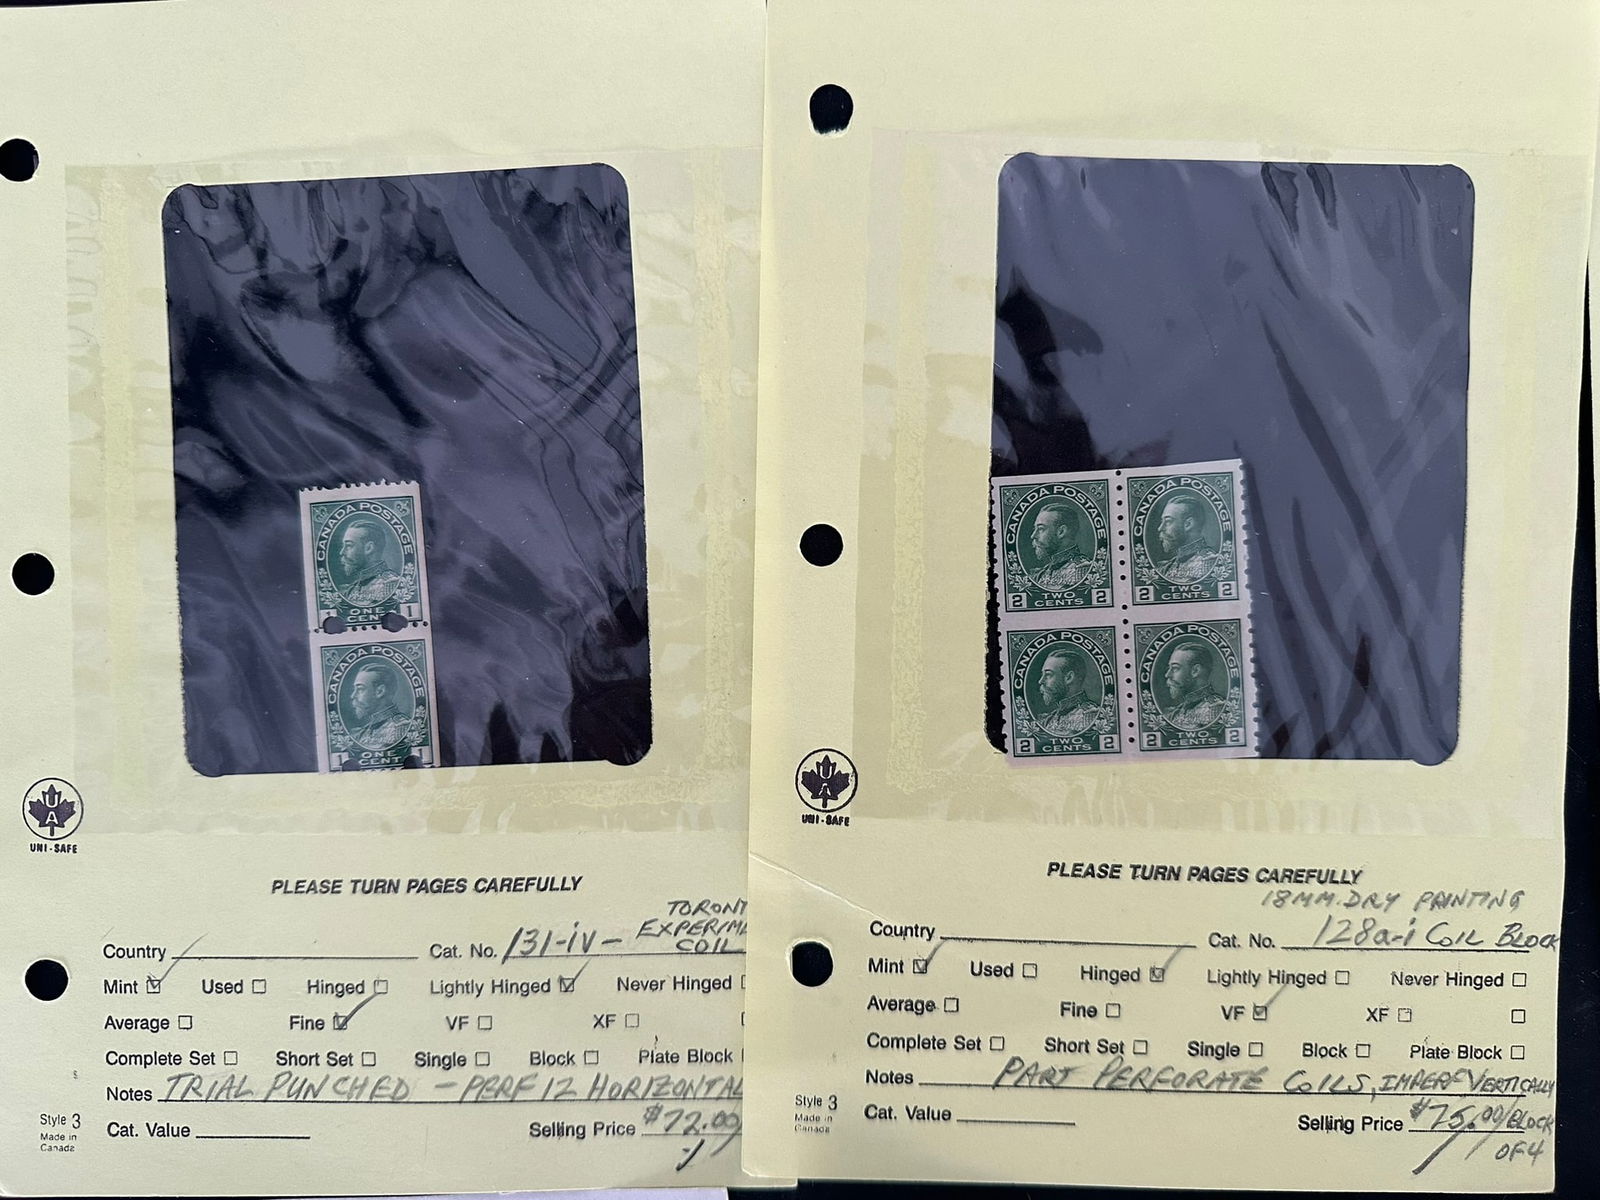 CANADA POSTAGE
1 ONE CENT 1
CANADA POSTAGE
1 ONE CENT 1
U
A
UNI-SAFE
PLEASE TURN PAGES CAREFULLY
TORONT
EXPERIM
Country Cat. No. 131-iv - COIL
Mint Used Hinged Lightly Hinged Never Hinged
Average Fine VF XF
Complete Set Short Set Single Block Plate Block
Notes TRIAL PUNCHED - PERF 12 HORIZONTAL
Style 3
Made in
Canada
Cat. Value Selling Price $72.00
CANADA POSTAGE CANADA POSTAGE
2 TWO CENTS 2 2 TWO CENTS 2
CANADA POSTAGE CANADA POSTAGE
2 TWO CENTS 2 2 TWO CENTS 2
U
A
UNI-SAFE
PLEASE TURN PAGES CAREFULLY
18MM. DRY PRINTING
Country Cat. No. 128a-i COIL BLOCK
Mint Used Hinged Lightly Hinged Never Hinged
Average Fine VF XF
Complete Set Short Set Single Block Plate Block
Notes PART PERFORATE COILS, IMPERF VERTICALLY
Style 3
Made in
Canada
Cat. Value Selling Price $75.00/BLOCK
OF 4